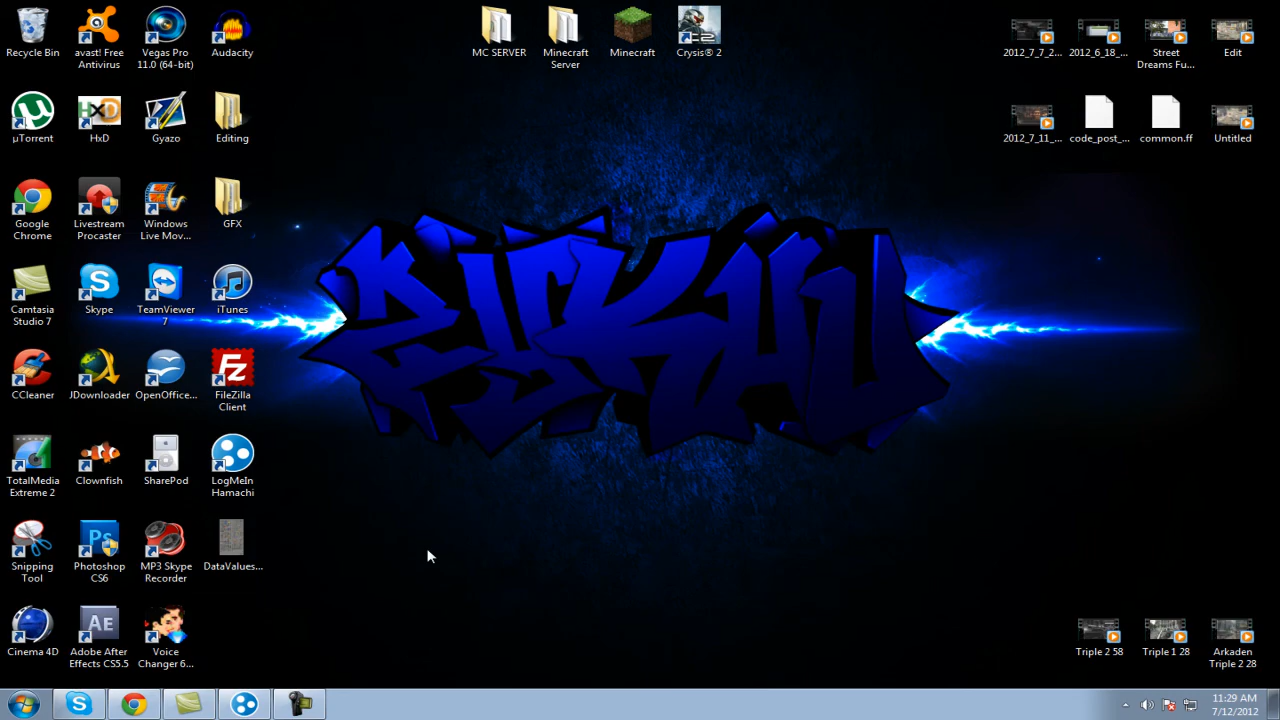 Recycle Bin
avast! Free
Antivirus
Vegas Pro
11.0 (64-bit)
Audacity
MC SERVER
Minecraft
Server
Minecraft
Crysis® 2
2012_7_7_2...
2012_6_18_...
Street
Dreams Fu...
Edit
µTorrent
HxD
Gyazo
Editing
2012_7_11_...
code_post_...
common.ff
Untitled
Google
Chrome
Livestream
Procaster
Windows
Live Mov...
GFX
Camtasia
Studio 7
Skype
TeamViewer
7
iTunes
CCleaner
JDownloader
OpenOffice...
FileZilla
Client
TotalMedia
Extreme 2
Clownfish
SharePod
LogMeIn
Hamachi
Snipping
Tool
Photoshop
CS6
MP3 Skype
Recorder
DataValues...
Cinema 4D
Adobe After
Effects CS5.5
Voice
Changer 6...
Triple 2 58
Triple 1 28
Arkaden
Triple 2 28
11:29 AM
7/12/2012